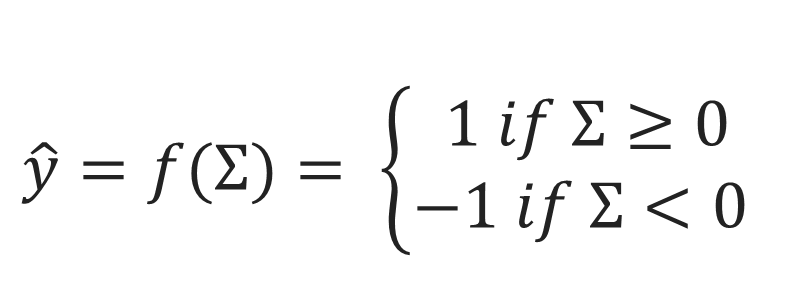 ŷ = f(Σ) = { 1 if Σ ≥ 0
−1 if Σ < 0